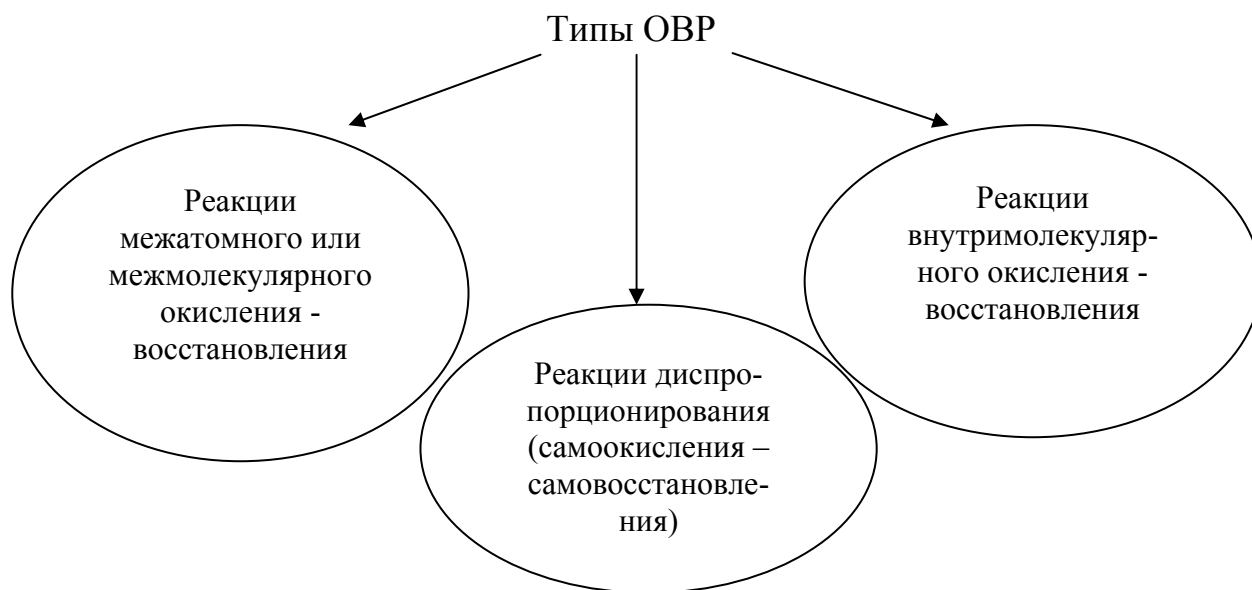 Типы ОВР
Реакции
межатомного или
межмолекулярного
окисления -
восстановления
Реакции диспро-
порционирования
(самоокисления –
самовосстановле-
ния)
Реакции
внутримолекуляр-
ного окисления -
восстановления